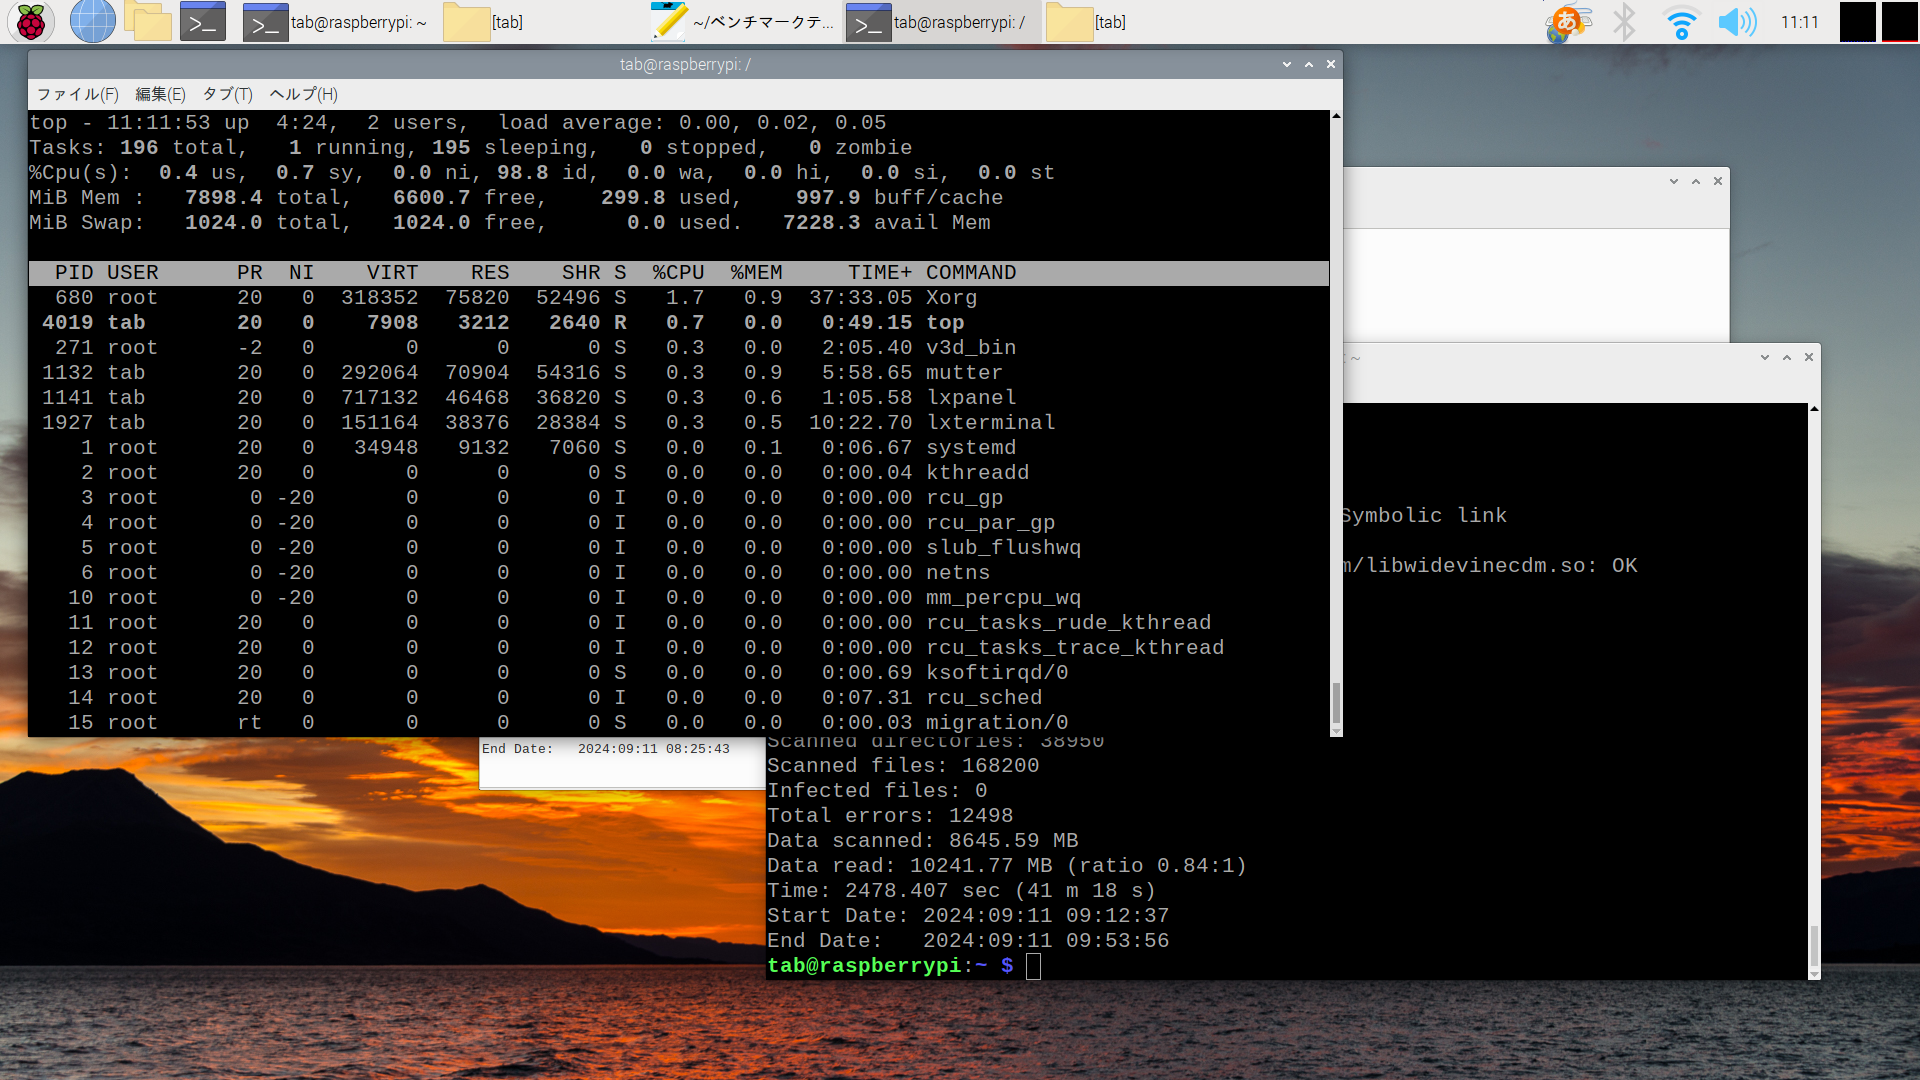 tab@raspberrypi: ~
[tab]
~/ベンチマークテ...
tab@raspberrypi: /
[tab]
あ
11:11
tab@raspberrypi: /
ファイル(F) 編集(E) タブ(T) ヘルプ(H)
top - 11:11:53 up  4:24,  2 users,  load average: 0.00, 0.02, 0.05
Tasks: 196 total,   1 running, 195 sleeping,   0 stopped,   0 zombie
%Cpu(s):  0.4 us,  0.7 sy,  0.0 ni, 98.8 id,  0.0 wa,  0.0 hi,  0.0 si,  0.0 st
MiB Mem :   7898.4 total,   6600.7 free,    299.8 used,    997.9 buff/cache
MiB Swap:   1024.0 total,   1024.0 free,      0.0 used.   7228.3 avail Mem
PID USER PR NI VIRT RES SHR S %CPU %MEM TIME+ COMMAND
680 root 20 0 318352 75820 52496 S 1.7 0.9 37:33.05 Xorg
4019 tab 20 0 7908 3212 2640 R 0.7 0.0 0:49.15 top
271 root -2 0 0 0 0 S 0.3 0.0 2:05.40 v3d_bin
1132 tab 20 0 292064 70904 54316 S 0.3 0.9 5:58.65 mutter
1141 tab 20 0 717132 46468 36820 S 0.3 0.6 1:05.58 lxpanel
1927 tab 20 0 151164 38376 28384 S 0.3 0.5 10:22.70 lxterminal
1 root 20 0 34948 9132 7060 S 0.0 0.1 0:06.67 systemd
2 root 20 0 0 0 0 S 0.0 0.0 0:00.04 kthreadd
3 root 0 -20 0 0 0 I 0.0 0.0 0:00.00 rcu_gp
4 root 0 -20 0 0 0 I 0.0 0.0 0:00.00 rcu_par_gp
5 root 0 -20 0 0 0 I 0.0 0.0 0:00.00 slub_flushwq
6 root 0 -20 0 0 0 I 0.0 0.0 0:00.00 netns
10 root 0 -20 0 0 0 I 0.0 0.0 0:00.00 mm_percpu_wq
11 root 20 0 0 0 0 I 0.0 0.0 0:00.00 rcu_tasks_rude_kthread
12 root 20 0 0 0 0 I 0.0 0.0 0:00.00 rcu_tasks_trace_kthread
13 root 20 0 0 0 0 S 0.0 0.0 0:00.69 ksoftirqd/0
14 root 20 0 0 0 0 I 0.0 0.0 0:07.31 rcu_sched
15 root rt 0 0 0 0 S 0.0 0.0 0:00.03 migration/0
: ~
Symbolic link
m/libwidevinecdm.so: OK
End Date:   2024:09:11 08:25:43
Scanned directories: 38950
Scanned files: 168200
Infected files: 0
Total errors: 12498
Data scanned: 8645.59 MB
Data read: 10241.77 MB (ratio 0.84:1)
Time: 2478.407 sec (41 m 18 s)
Start Date: 2024:09:11 09:12:37
End Date:   2024:09:11 09:53:56
tab@raspberrypi:~ $